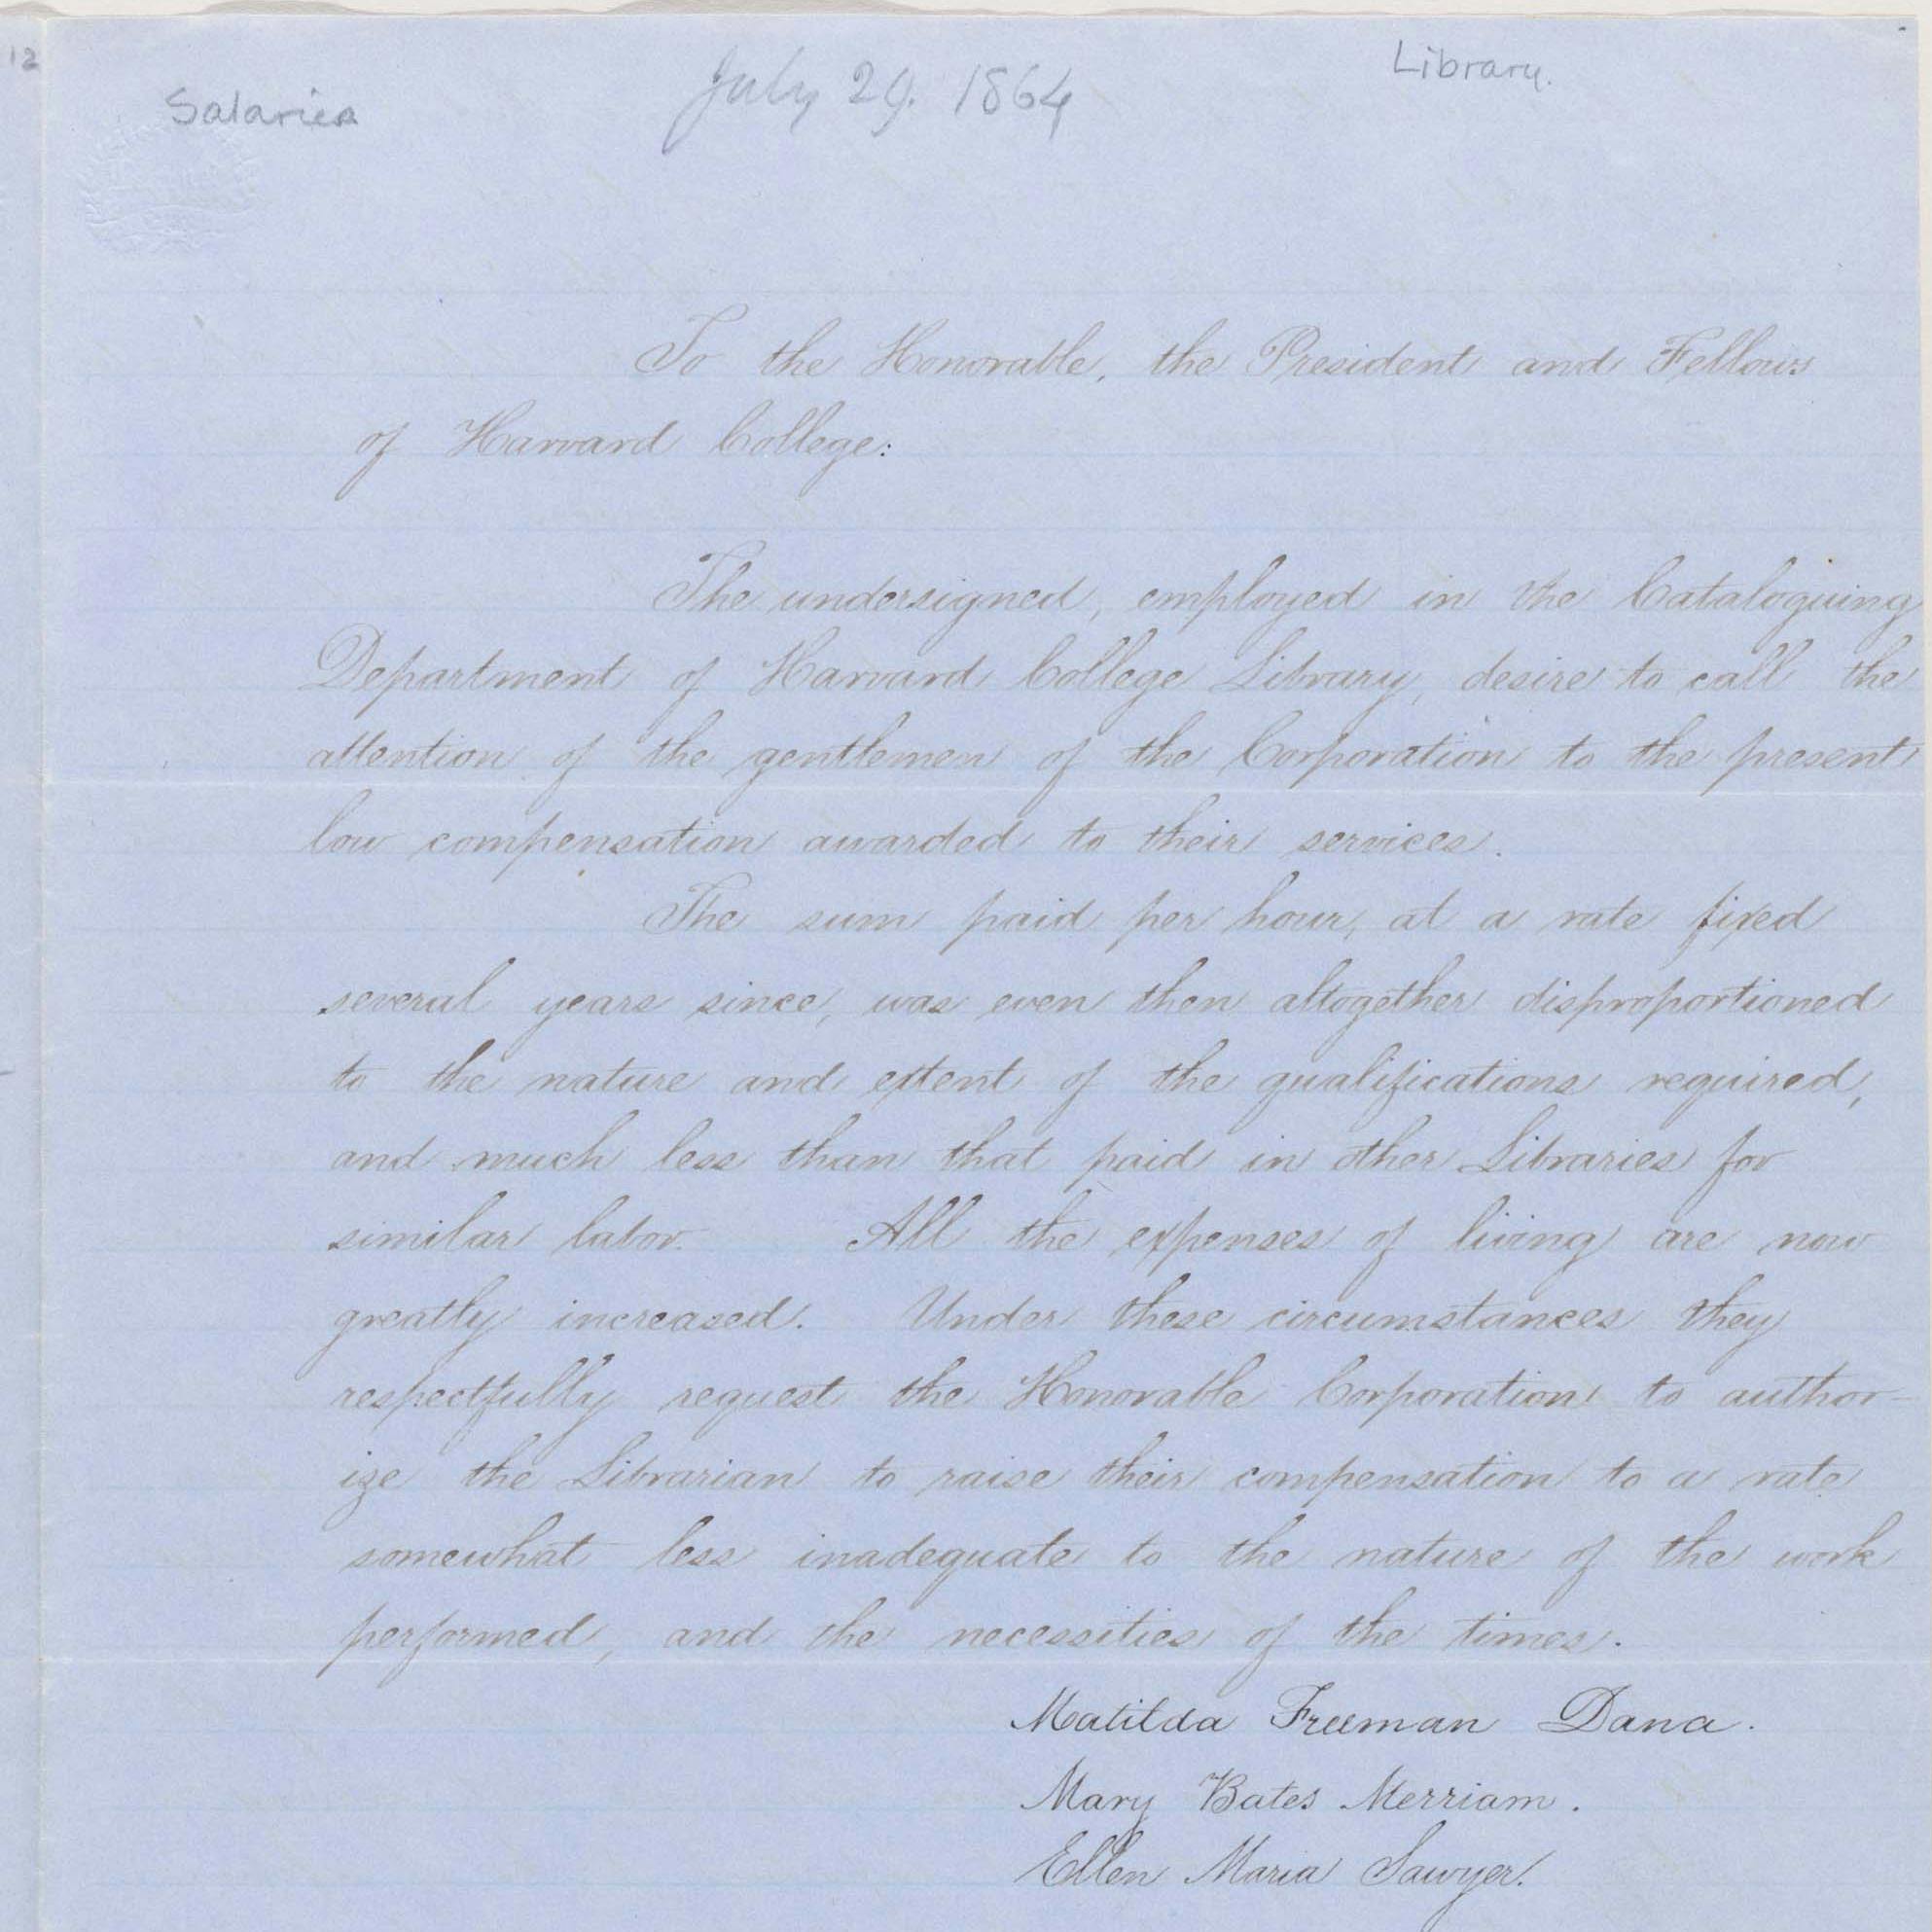 12
Salaries
July 29. 1864
Library.
To the Honorable, the President and Fellows
of Harvard College:
The undersigned, employed in the Cataloguing
Department of Harvard College Library, desire to call the
attention of the gentlemen of the Corporation to the present
low compensation awarded to their services.
The sum paid per hour, at a rate fixed
several years since, was even then altogether disproportioned
to the nature and extent of the qualifications required,
and much less than that paid in other Libraries for
similar labor. All the expenses of living are now
greatly increased. Under these circumstances they
respectfully request the Honorable Corporation to author-
ize the Librarian to raise their compensation to a rate
somewhat less inadequate to the nature of the work
performed, and the necessities of the times.
Matilda Freeman Dana.
Mary Bates Merriam.
Ellen Maria Sawyer.